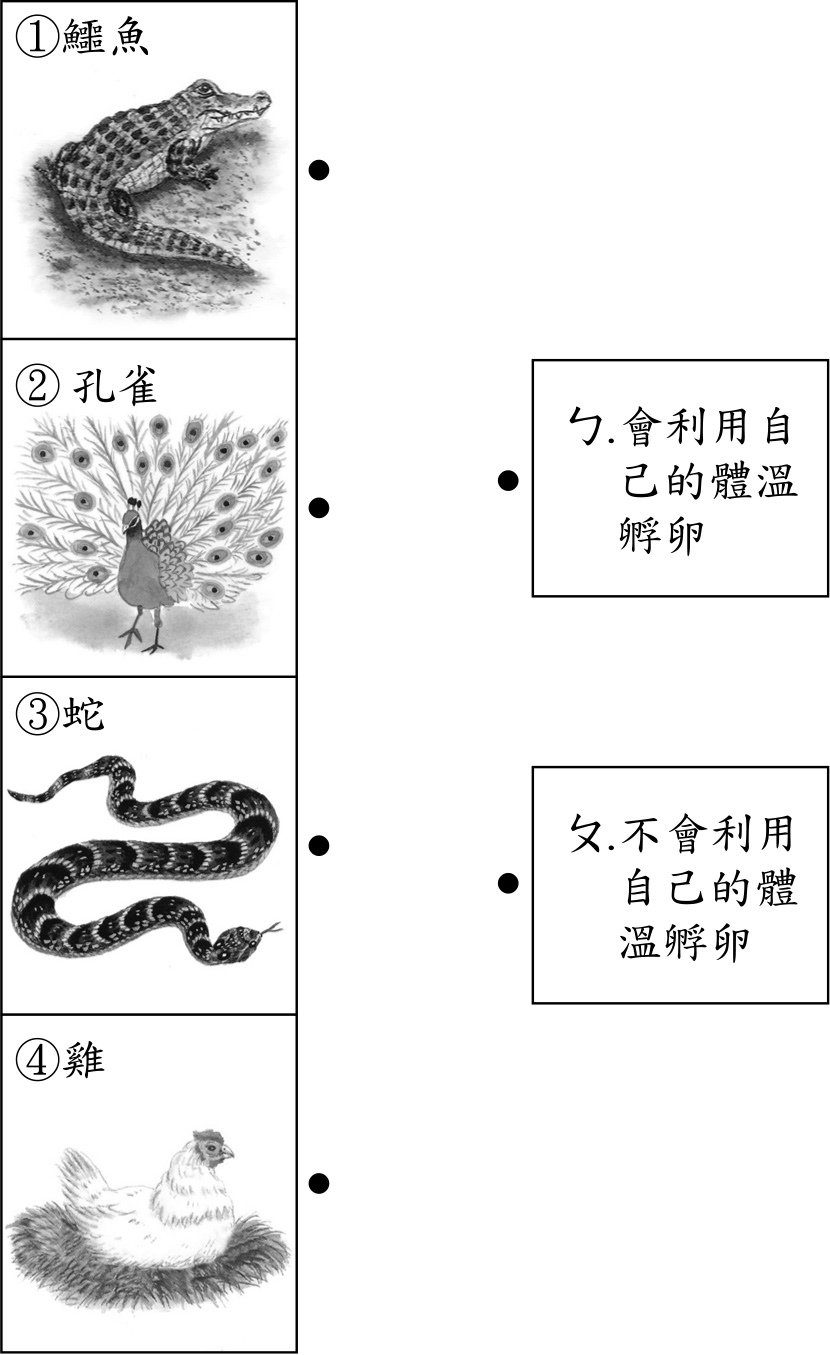 ①鱷魚
② 孔雀
③蛇
④雞
ㄅ.會利用自
己的體溫
孵卵
ㄆ.不會利用
自己的體
溫孵卵